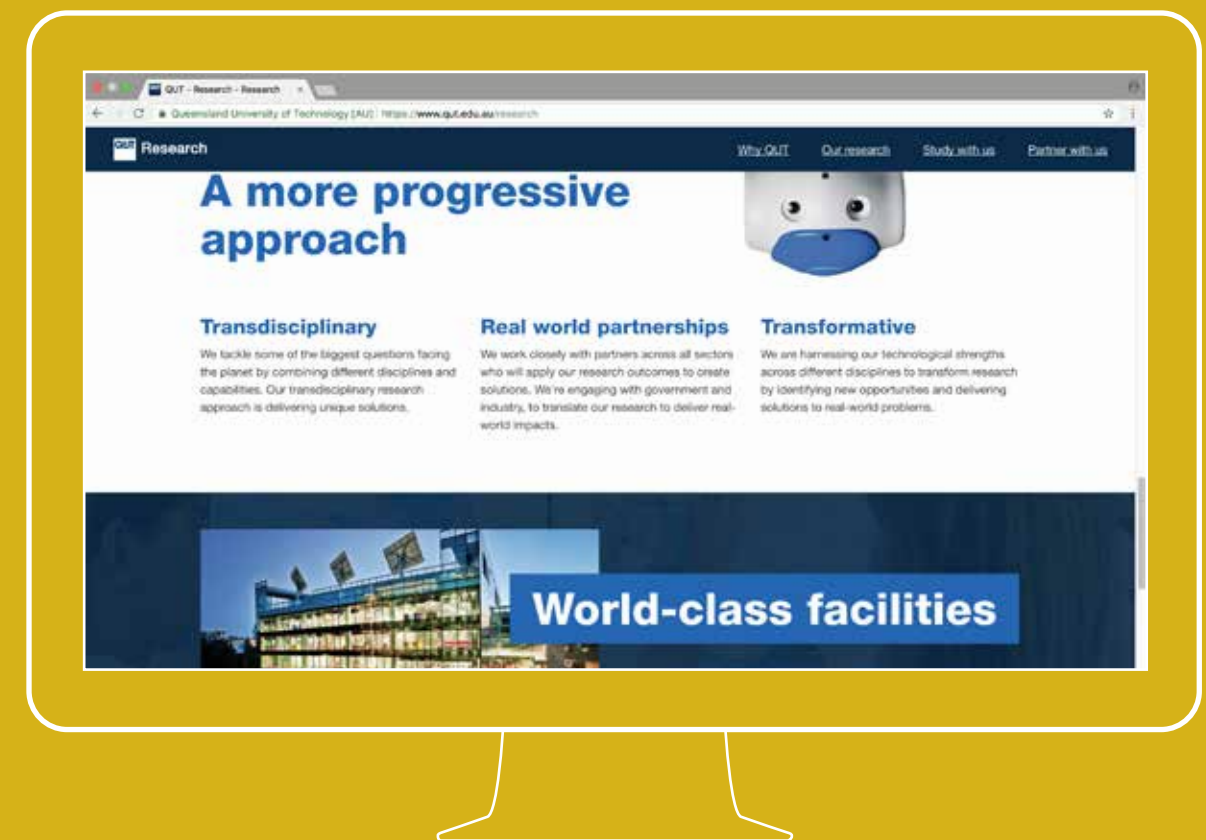 QUT - Research - Research
Queensland University of Technology [AU] https://www.qut.edu.au/research
QUT Research Why QUT Our research Study with us Partner with us
A more progressive
approach
Transdisciplinary
We tackle some of the biggest questions facing
the planet by combining different disciplines and
capabilities. Our transdisciplinary research
approach is delivering unique solutions.
Real world partnerships
We work closely with partners across all sectors
who will apply our research outcomes to create
solutions. We're engaging with government and
industry, to translate our research to deliver real-
world impacts.
Transformative
We are harnessing our technological strengths
across different disciplines to transform research
by identifying new opportunities and delivering
solutions to real-world problems.
World-class facilities